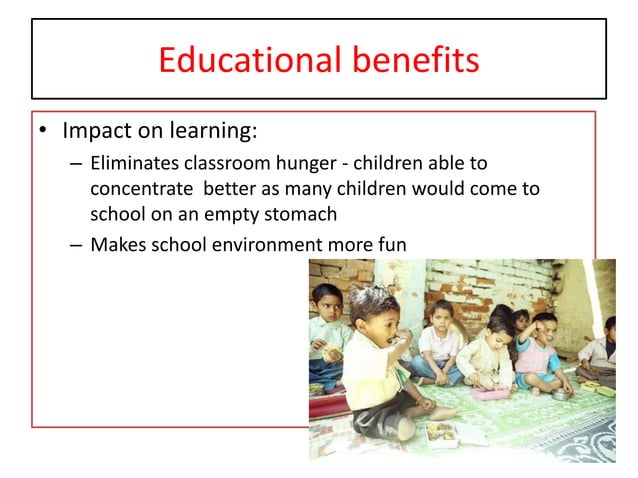 Educational benefits
• Impact on learning:
– Eliminates classroom hunger - children able to
concentrate  better as many children would come to
school on an empty stomach
– Makes school environment more fun